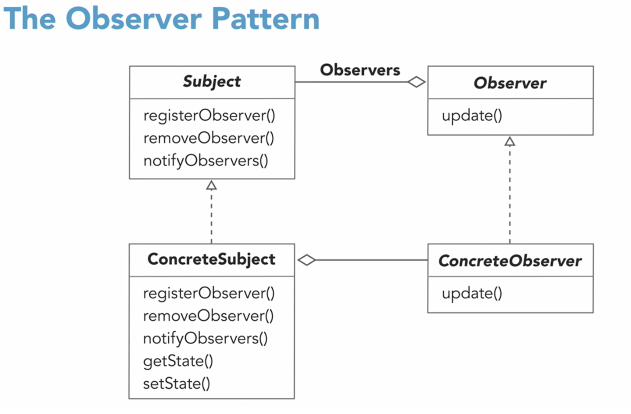 The Observer Pattern
Subject
registerObserver()
removeObserver()
notifyObservers()
Observers
Observer
update()
ConcreteSubject
registerObserver()
removeObserver()
notifyObservers()
getState()
setState()
ConcreteObserver
update()